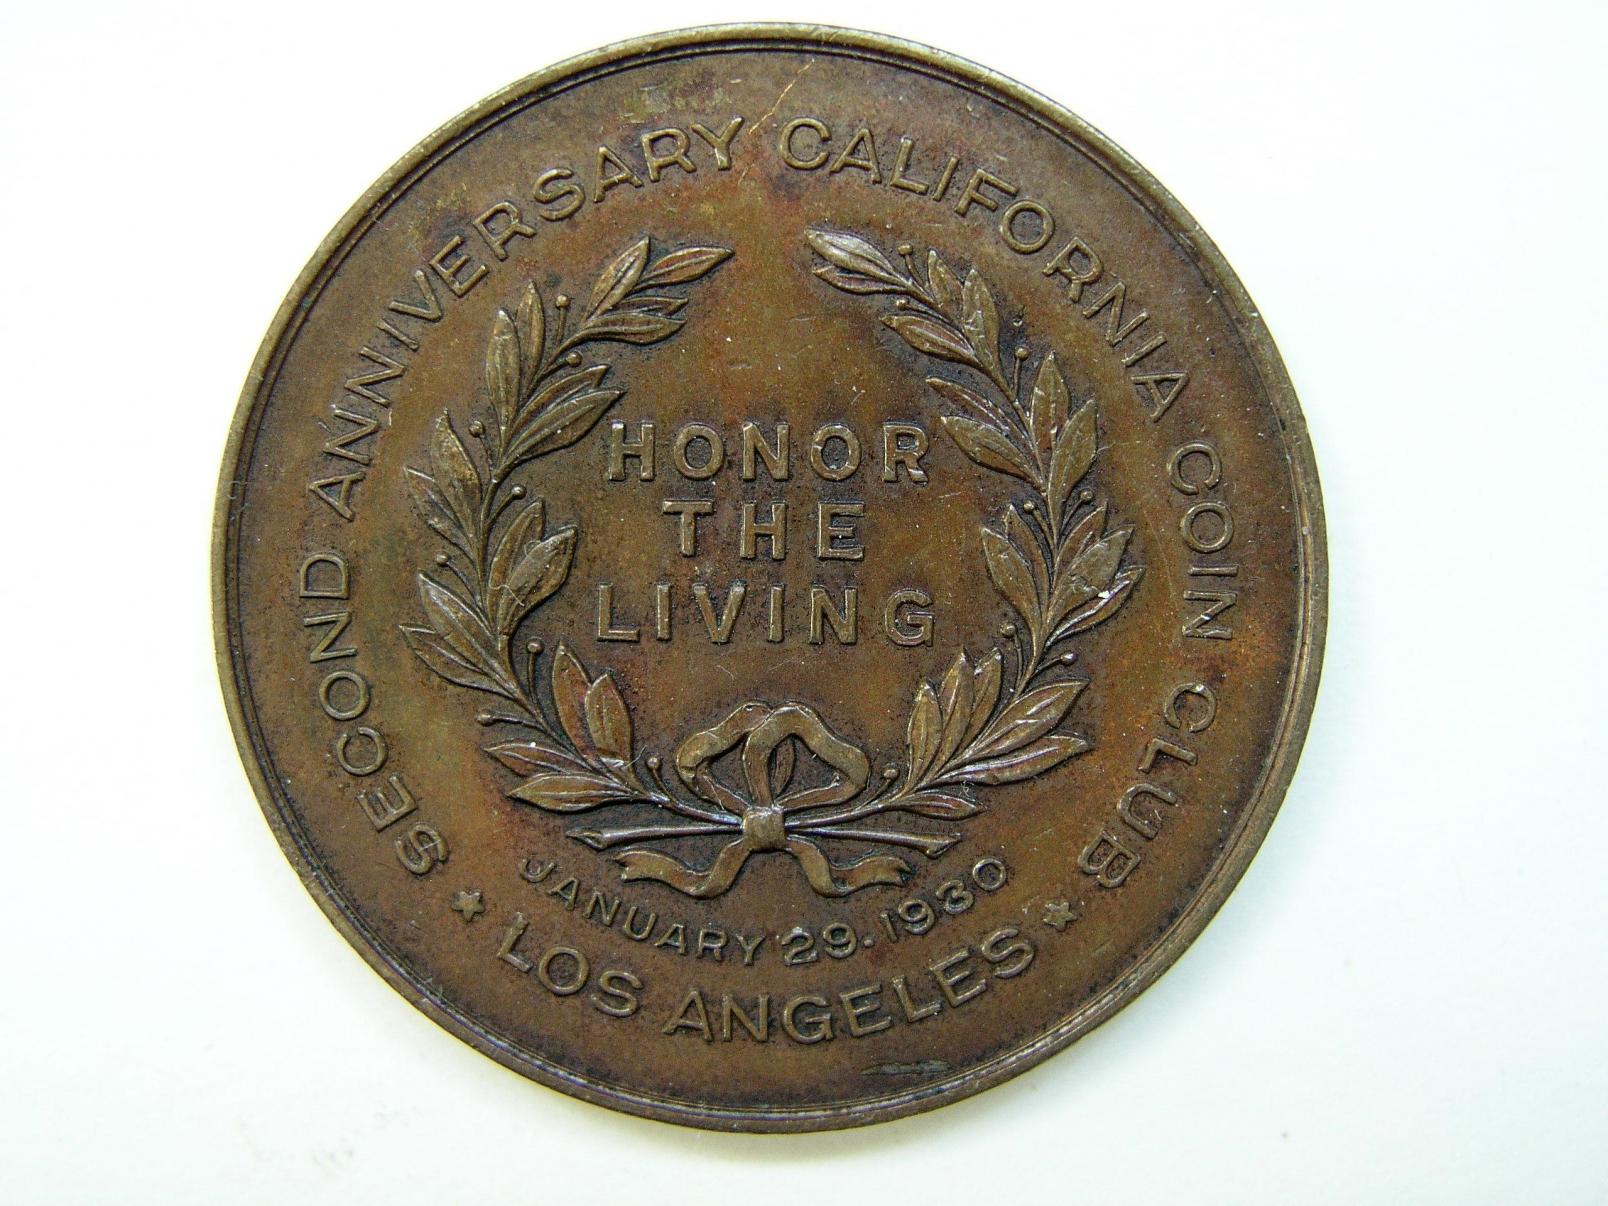 SECOND ANNIVERSARY CALIFORNIA COIN CLUB
HONOR
THE
LIVING
JANUARY 29. 1930
★ LOS ANGELES ★